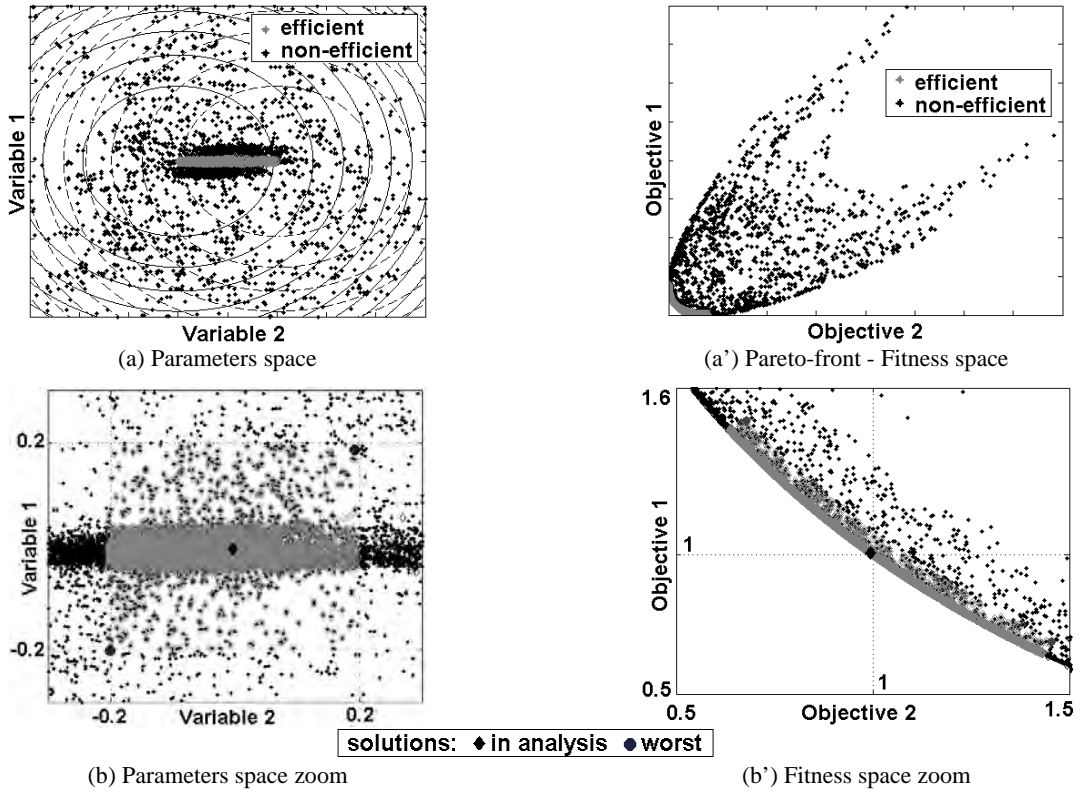 efficient
non-efficient
Variable 1
Variable 2
(a) Parameters space
efficient
non-efficient
Objective 1
Objective 2
(a') Pareto-front - Fitness space
0.2
Variable 1
-0.2
-0.2
Variable 2
0.2
(b) Parameters space zoom
1.6
Objective 1
1
1
0.5
0.5
Objective 2
1.5
solutions: in analysis worst
(b') Fitness space zoom